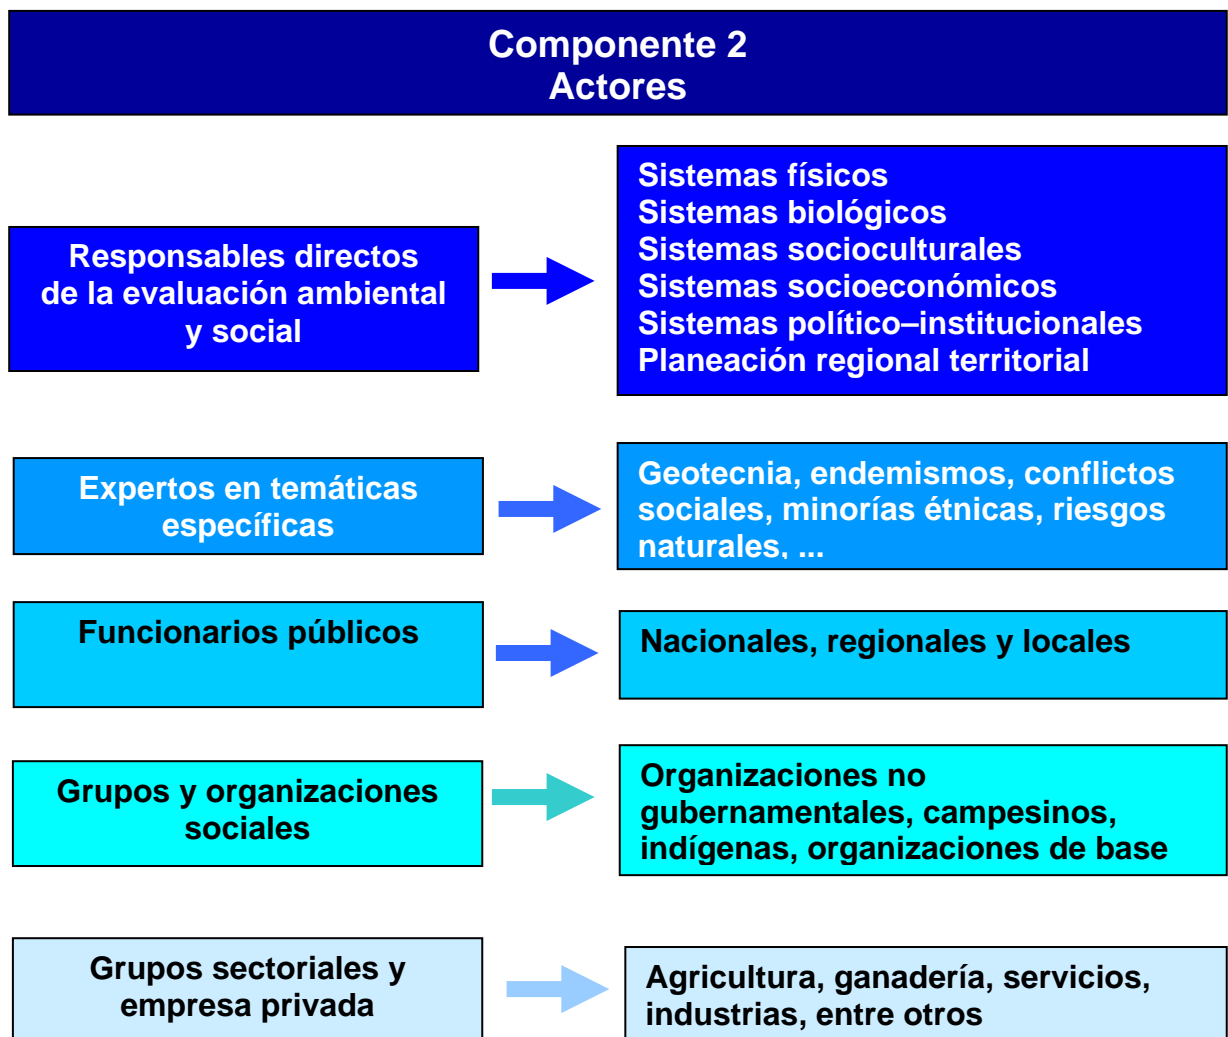 Componente 2
Actores
Responsables directos
de la evaluación ambiental
y social
Sistemas físicos
Sistemas biológicos
Sistemas socioculturales
Sistemas socioeconómicos
Sistemas político–institucionales
Planeación regional territorial
Expertos en temáticas
específicas
Geotecnia, endemismos, conflictos
sociales, minorías étnicas, riesgos
naturales, ...
Funcionarios públicos
Nacionales, regionales y locales
Grupos y organizaciones
sociales
Organizaciones no
gubernamentales, campesinos,
indígenas, organizaciones de base
Grupos sectoriales y
empresa privada
Agricultura, ganadería, servicios,
industrias, entre otros